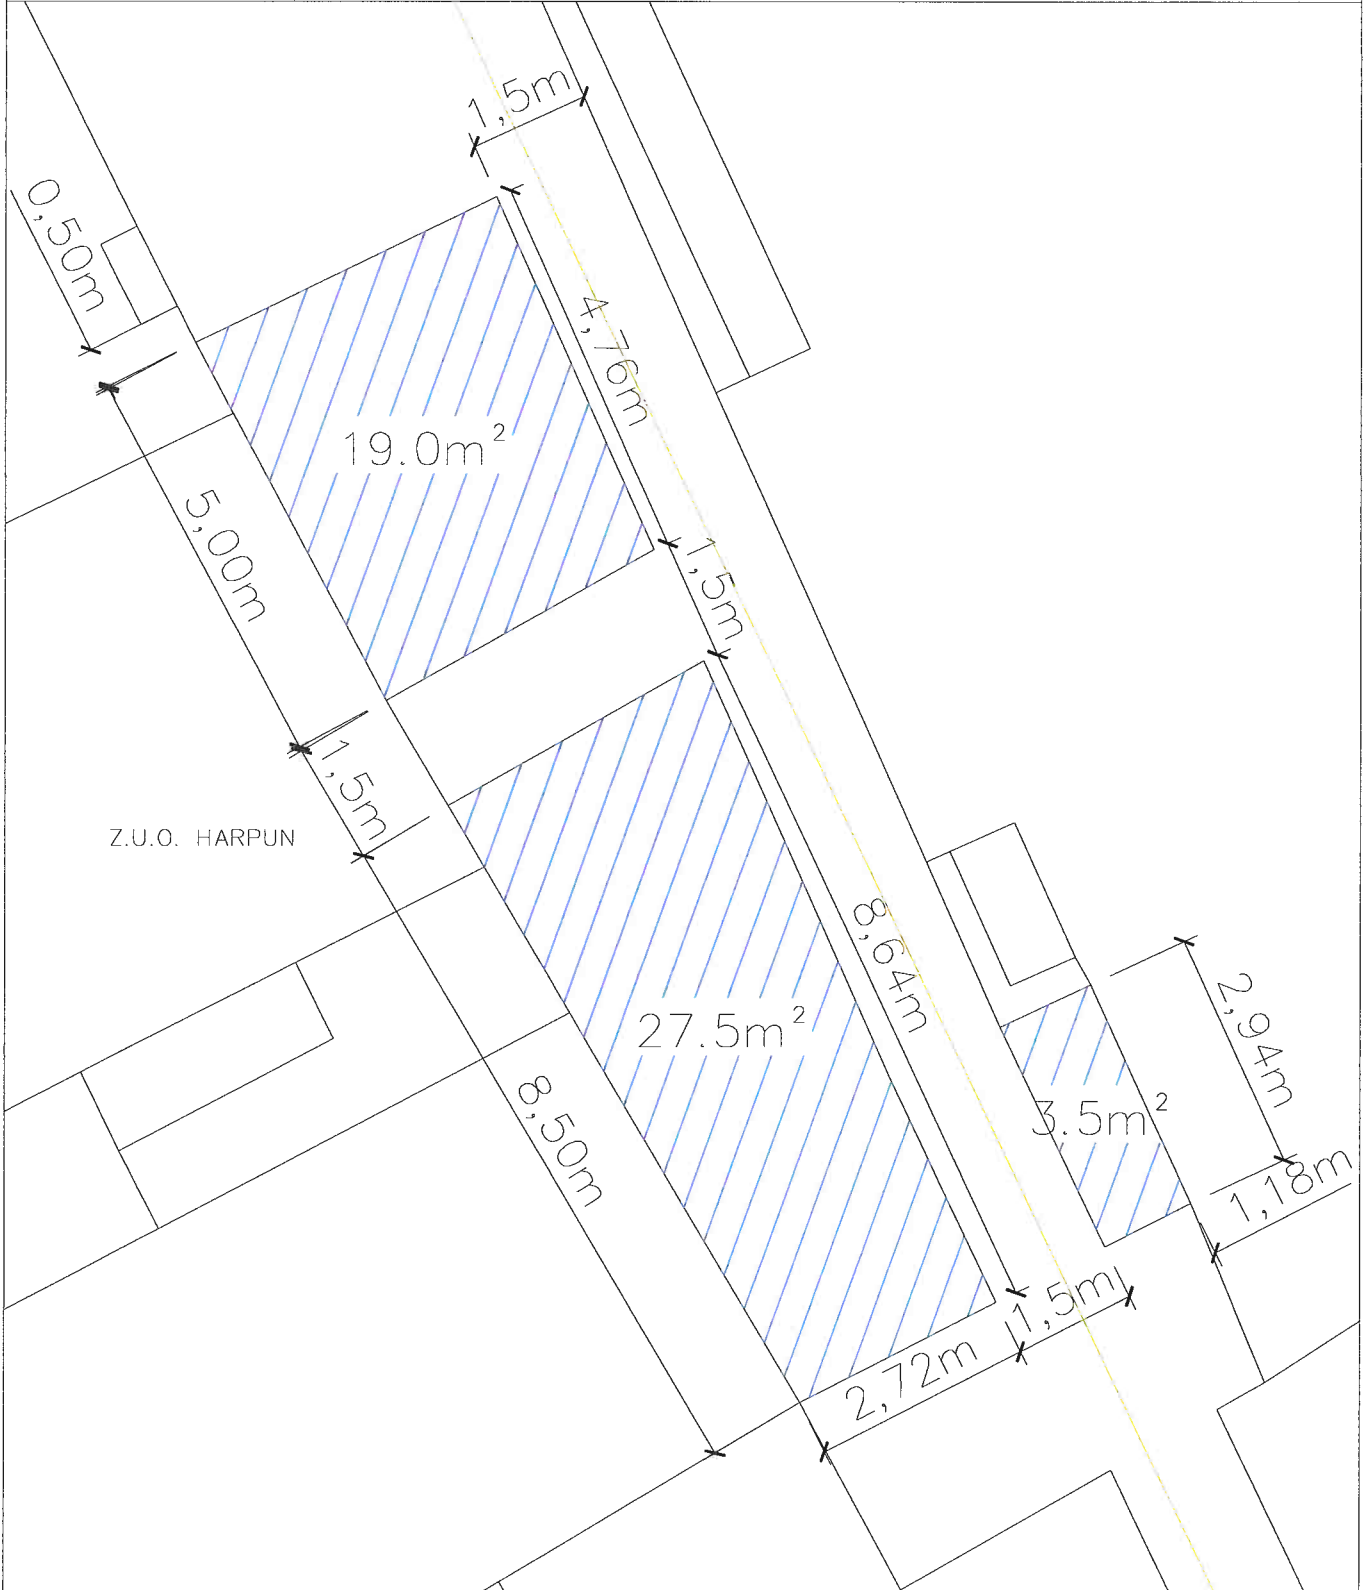 1,5m
0,50m
4,76m
19.0m²
5,00m
1,5m
1,5m
Z.U.O. HARPUN
8,64m
2,94m
27.5m²
3.5m²
8,50m
1,18m
1,5m
2,72m